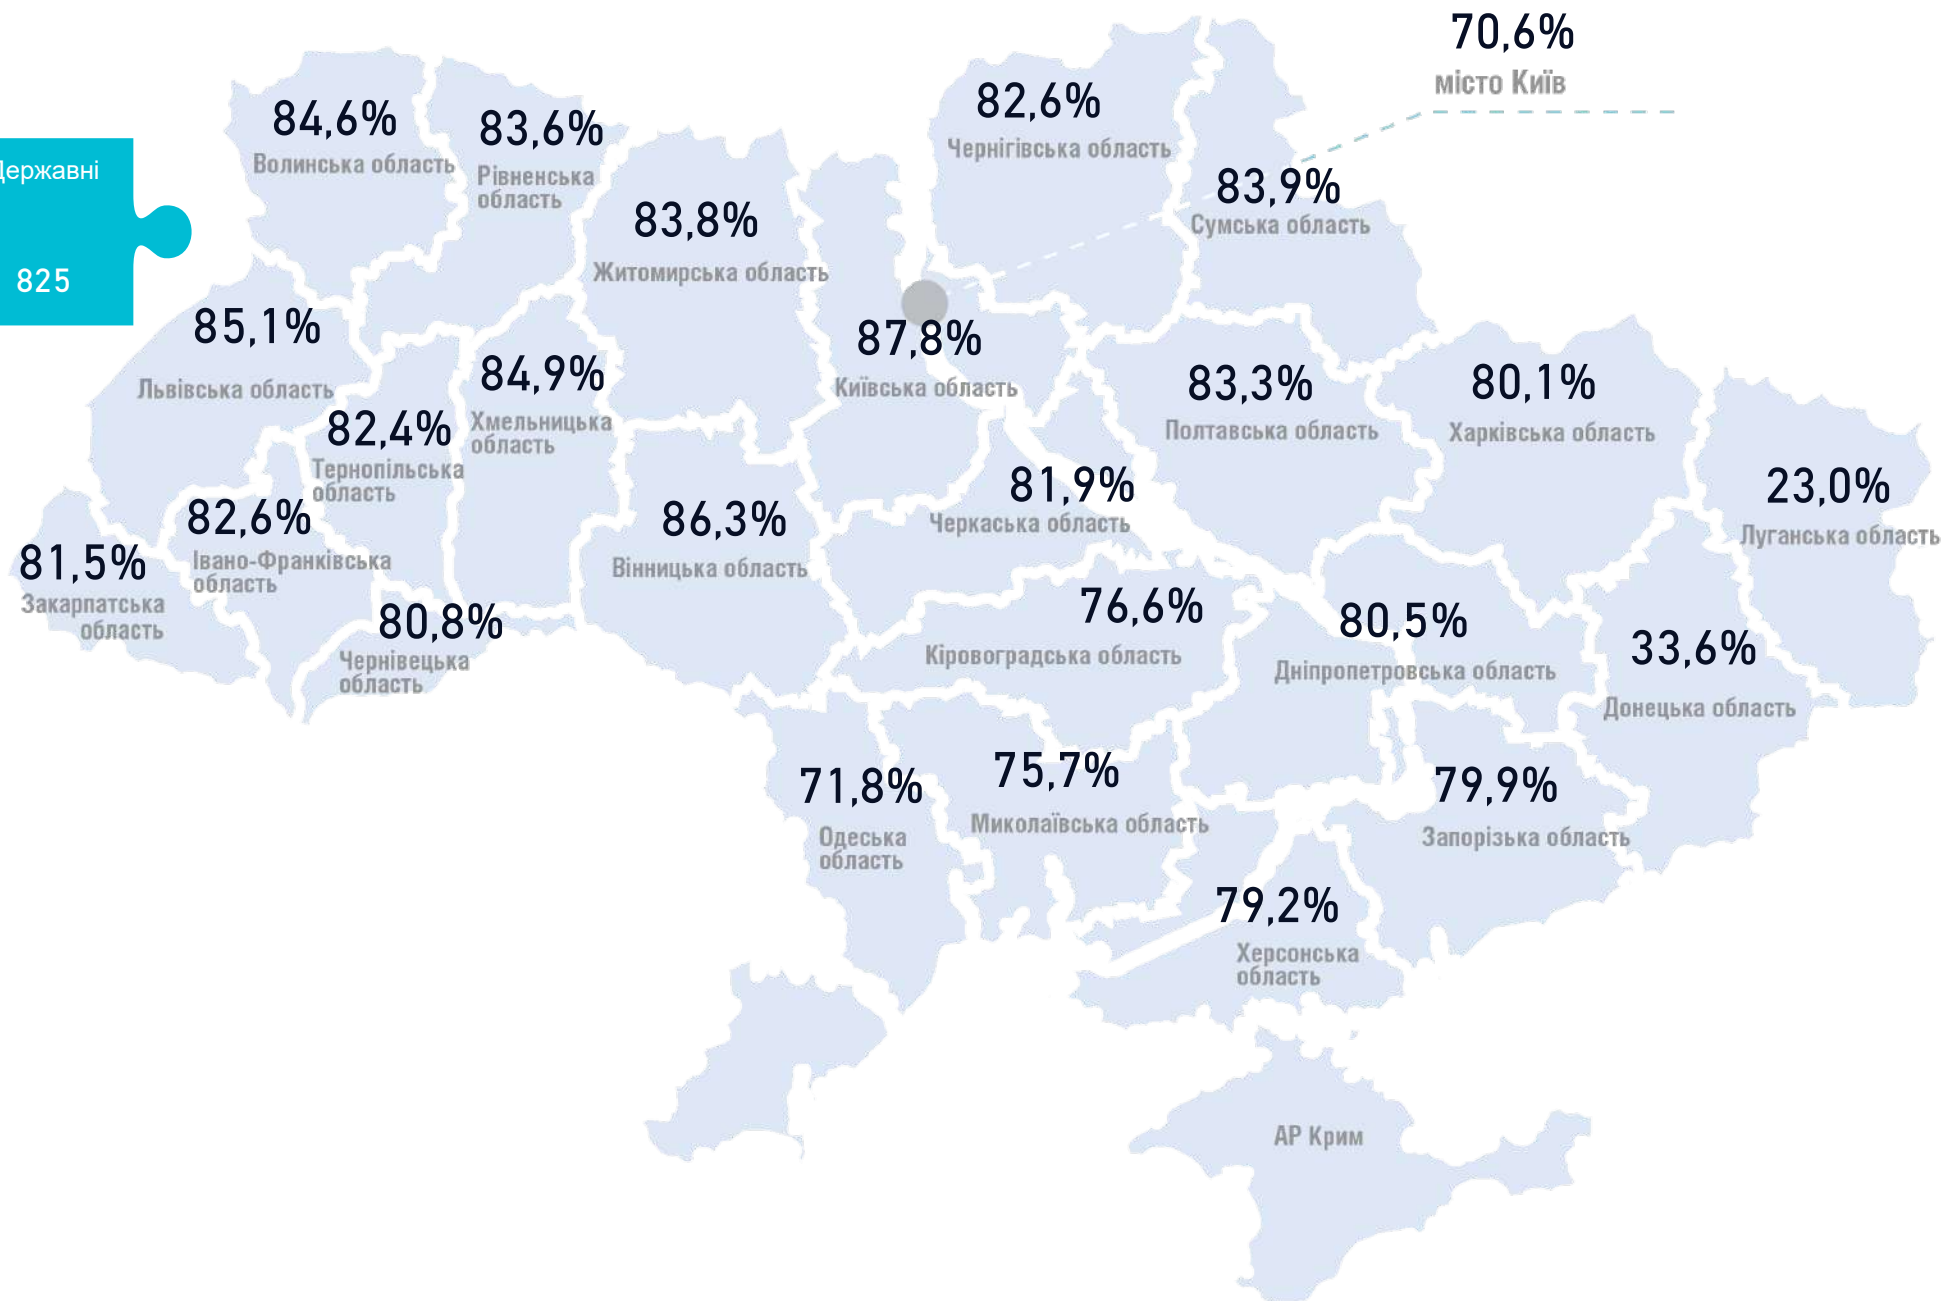 70,6%
місто Київ
84,6%
Волинська область
83,6%
Рівненська
область
82,6%
Чернігівська область
83,9%
Сумська область
Державні
825
83,8%
Житомирська область
85,1%
Львівська область
84,9%
Хмельницька
область
87,8%
Київська область
83,3%
Полтавська область
80,1%
Харківська область
82,4%
Тернопільська
область
81,9%
Черкаська область
23,0%
Луганська область
82,6%
Івано-Франківська
область
86,3%
Вінницька область
81,5%
Закарпатська
область
80,8%
Чернівецька
область
76,6%
Кіровоградська область
80,5%
Дніпропетровська область
33,6%
Донецька область
71,8%
Одеська
область
75,7%
Миколаївська область
79,9%
Запорізька область
79,2%
Херсонська
область
АР Крим